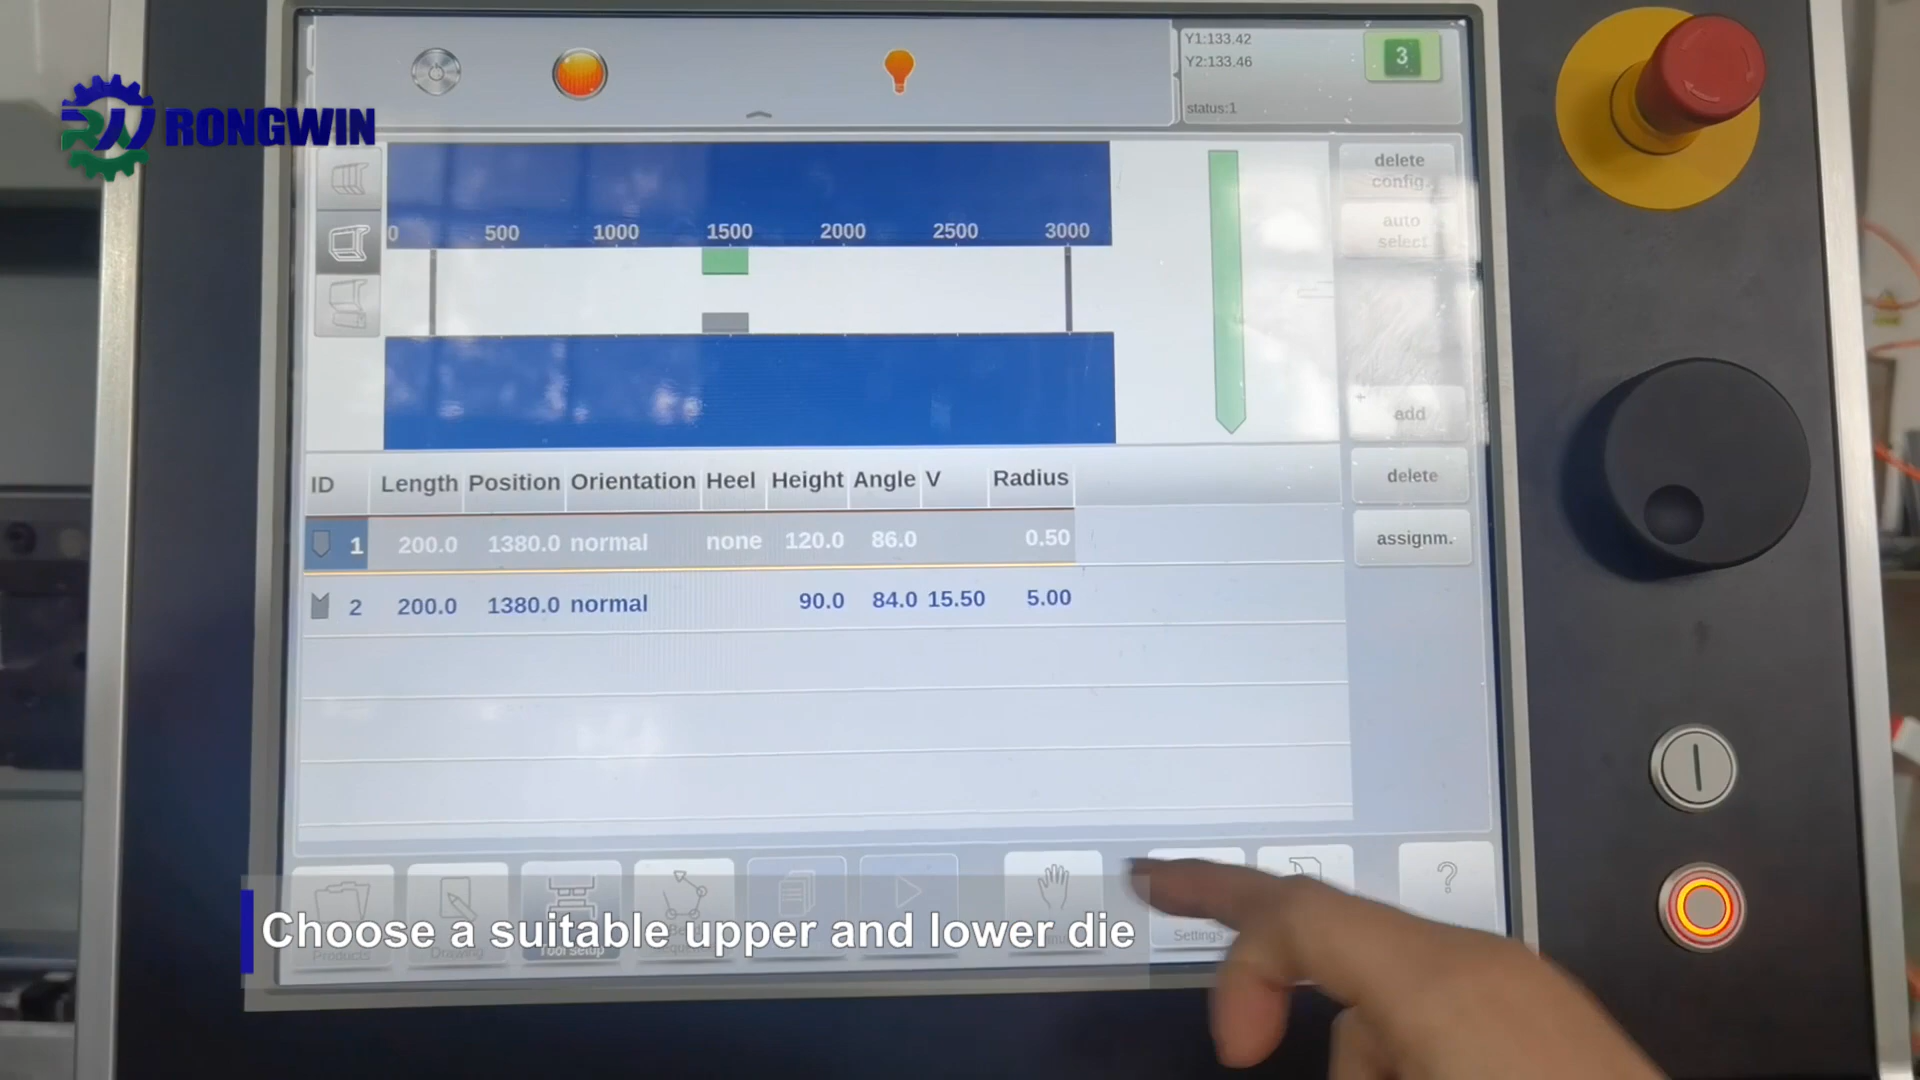 RW RONGWIN
Y1:133.42
Y2:133.46
status:1
3
delete config.
auto select
add
delete
assignm.
0 500 1000 1500 2000 2500 3000
ID Length Position Orientation Heel Height Angle V Radius
1 200.0 1380.0 normal none 120.0 86.0 0.50
2 200.0 1380.0 normal 90.0 84.0 15.50 5.00
Choose a suitable upper and lower die
Products Drawing Tool setup Settings
?